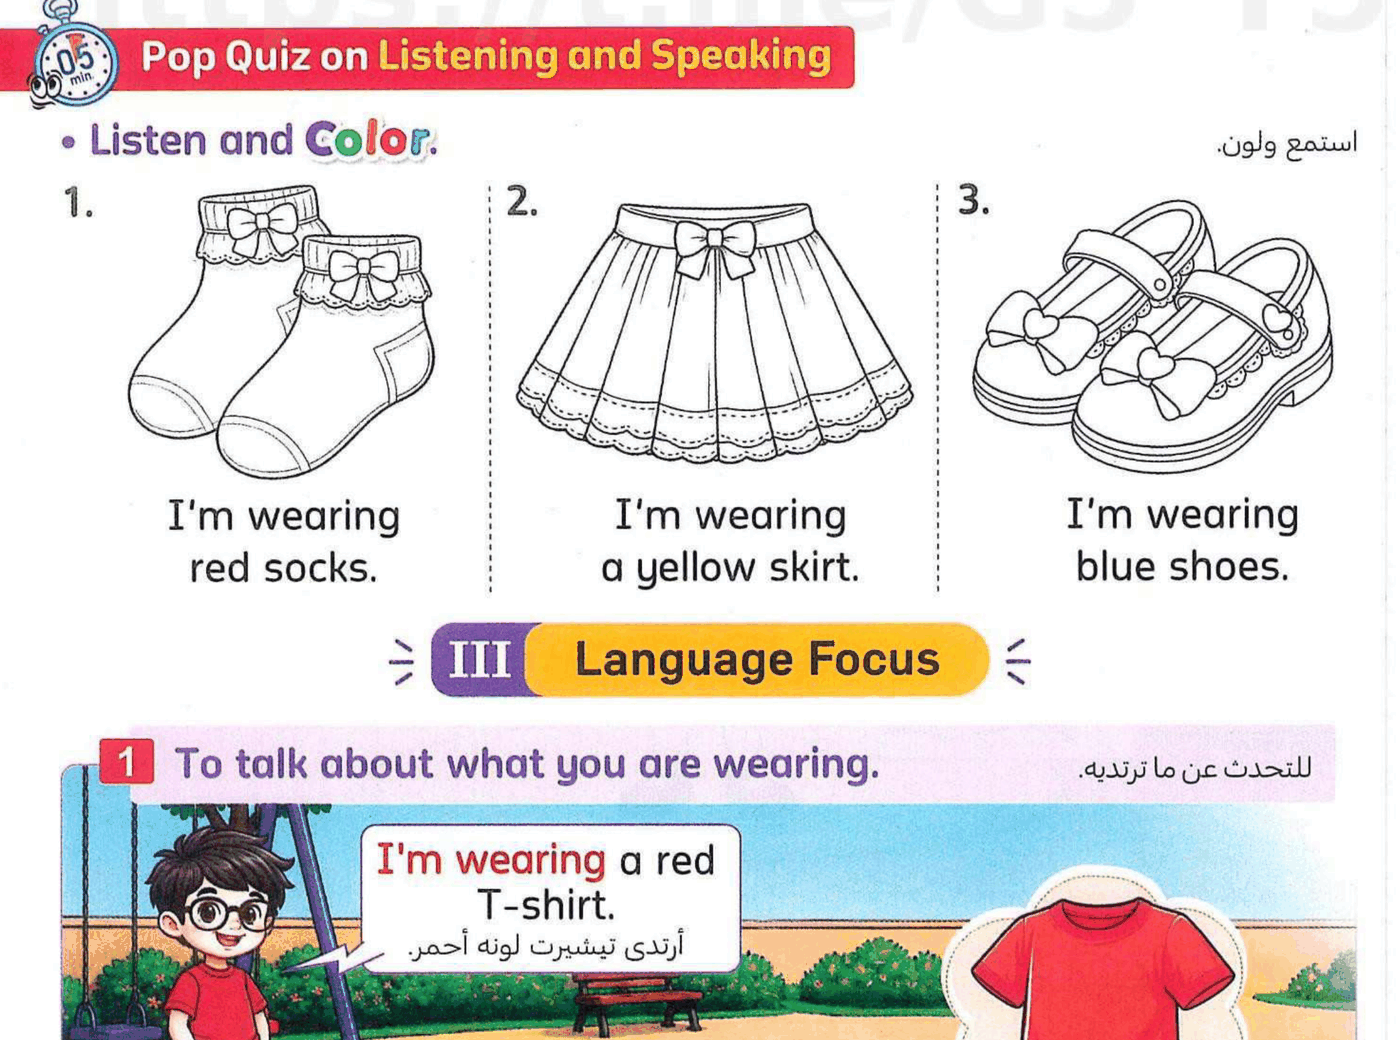 05
min.
Pop Quiz on Listening and Speaking
• Listen and Color.
استمع ولون.
1.
2.
3.
I'm wearing
red socks.
I'm wearing
a yellow skirt.
I'm wearing
blue shoes.
III Language Focus
1 To talk about what you are wearing.
للتحدث عن ما ترتديه.
I'm wearing a red
T-shirt.
أرتدى تيشيرت لونه أحمر.